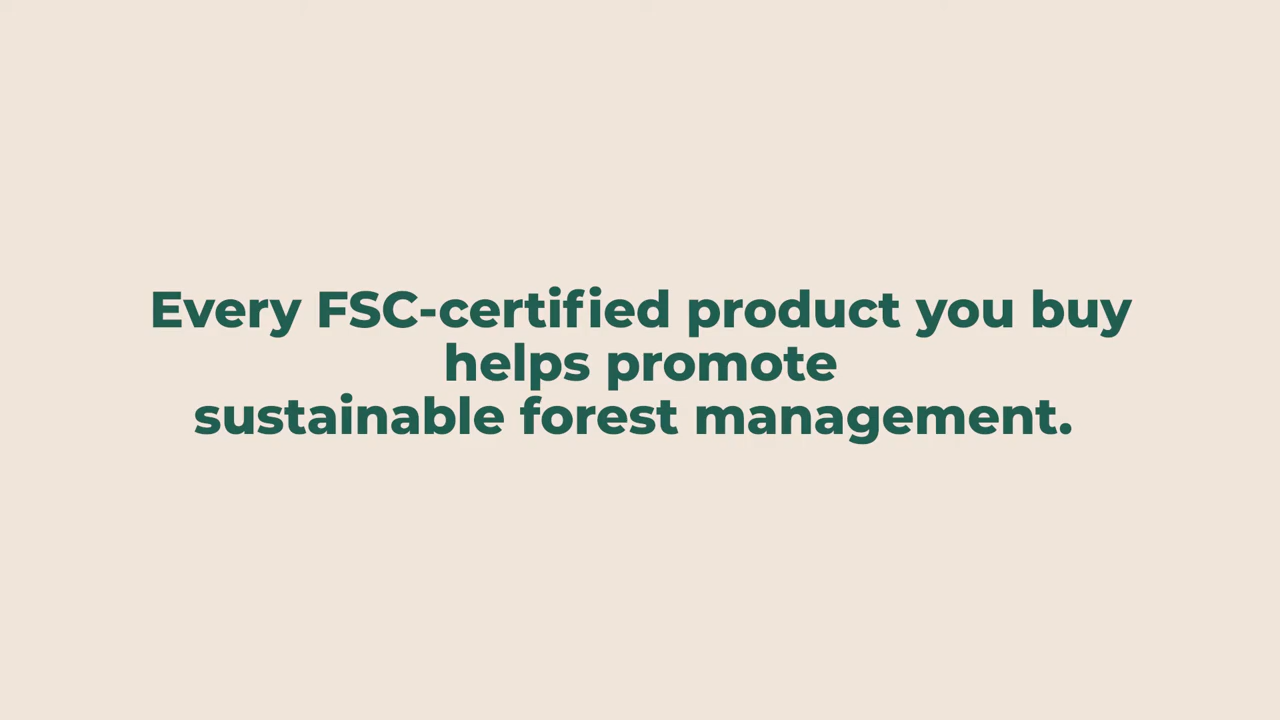 Every FSC-certified product you buy
helps promote
sustainable forest management.